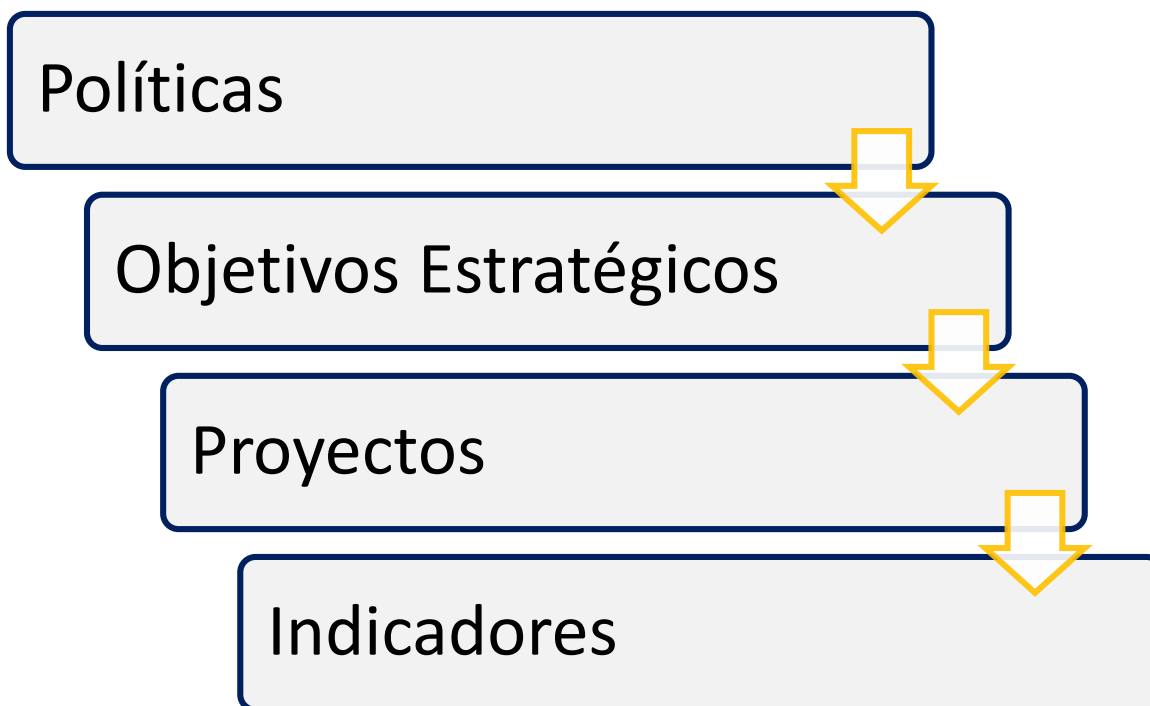 Políticas
Objetivos Estratégicos
Proyectos
Indicadores